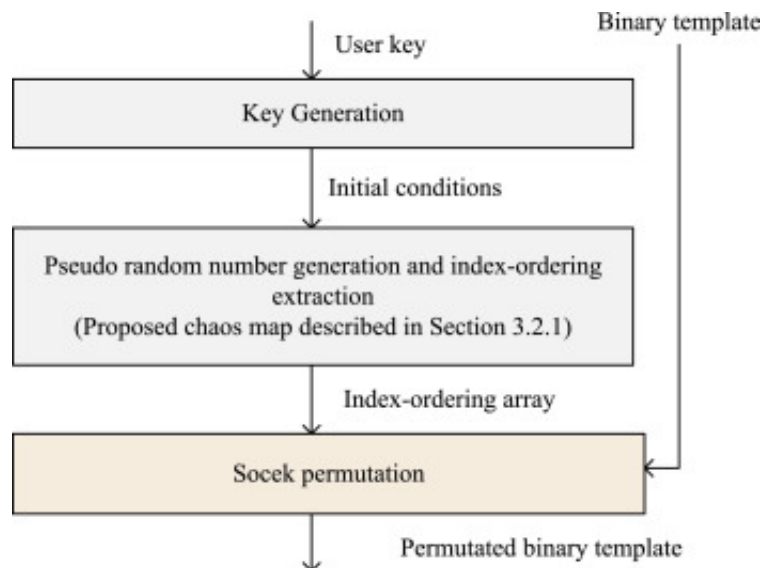 Binary template
User key
Key Generation
Initial conditions
Pseudo random number generation and index-ordering
extraction
(Proposed chaos map described in Section 3.2.1)
Index-ordering array
Socek permutation
Permutated binary template